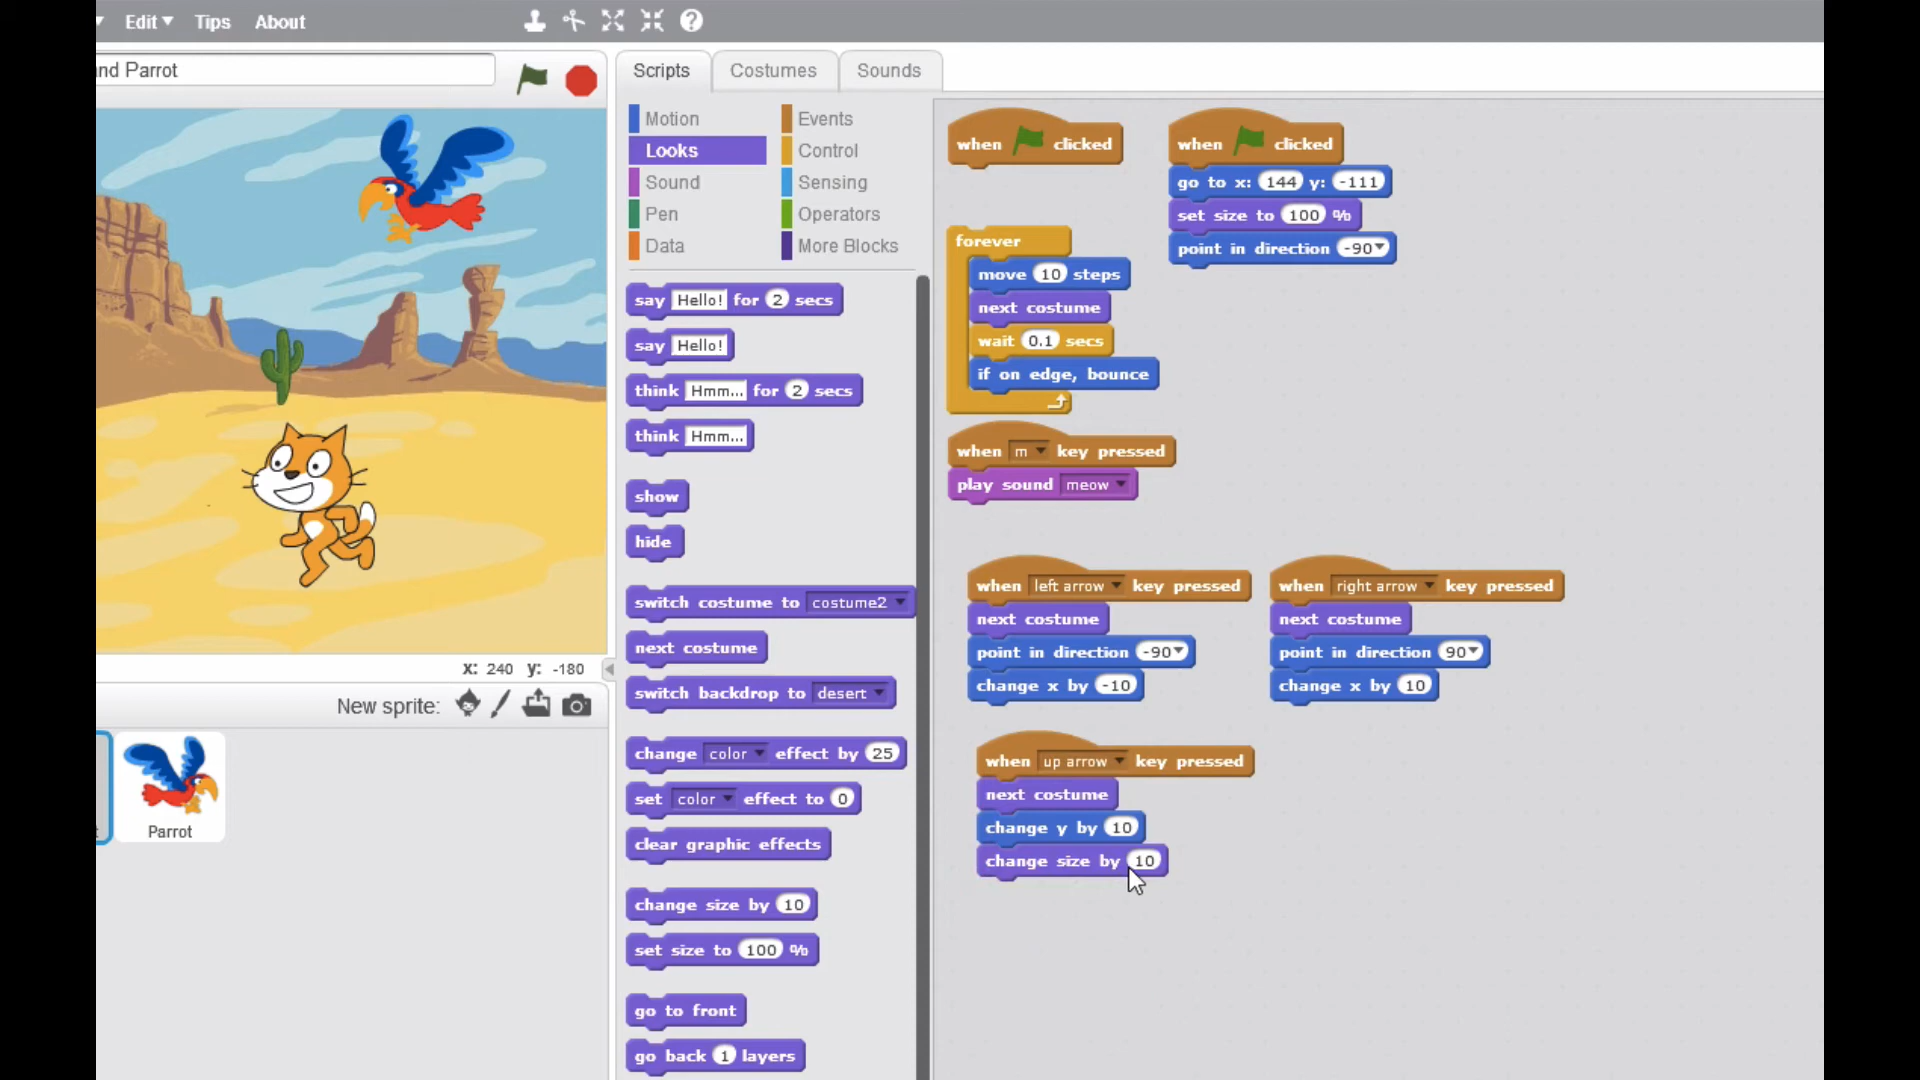 Edit Tips About
nd Parrot
Scripts Costumes Sounds
Motion Events
Looks Control
Sound Sensing
Pen Operators
Data More Blocks
say Hello! for 2 secs
say Hello!
think Hmm... for 2 secs
think Hmm...
show
hide
switch costume to costume2
next costume
switch backdrop to desert
change color effect by 25
set color effect to 0
clear graphic effects
change size by 10
set size to 100 %
go to front
go back 1 layers
when clicked
forever
move 10 steps
next costume
wait 0.1 secs
if on edge, bounce
when clicked
go to x: 144 y: -111
set size to 100 %
point in direction -90
when m key pressed
play sound meow
when left arrow key pressed
next costume
point in direction -90
change x by -10
when right arrow key pressed
next costume
point in direction 90
change x by 10
when up arrow key pressed
next costume
change y by 10
change size by 10
x: 240 y: -180
New sprite:
Parrot